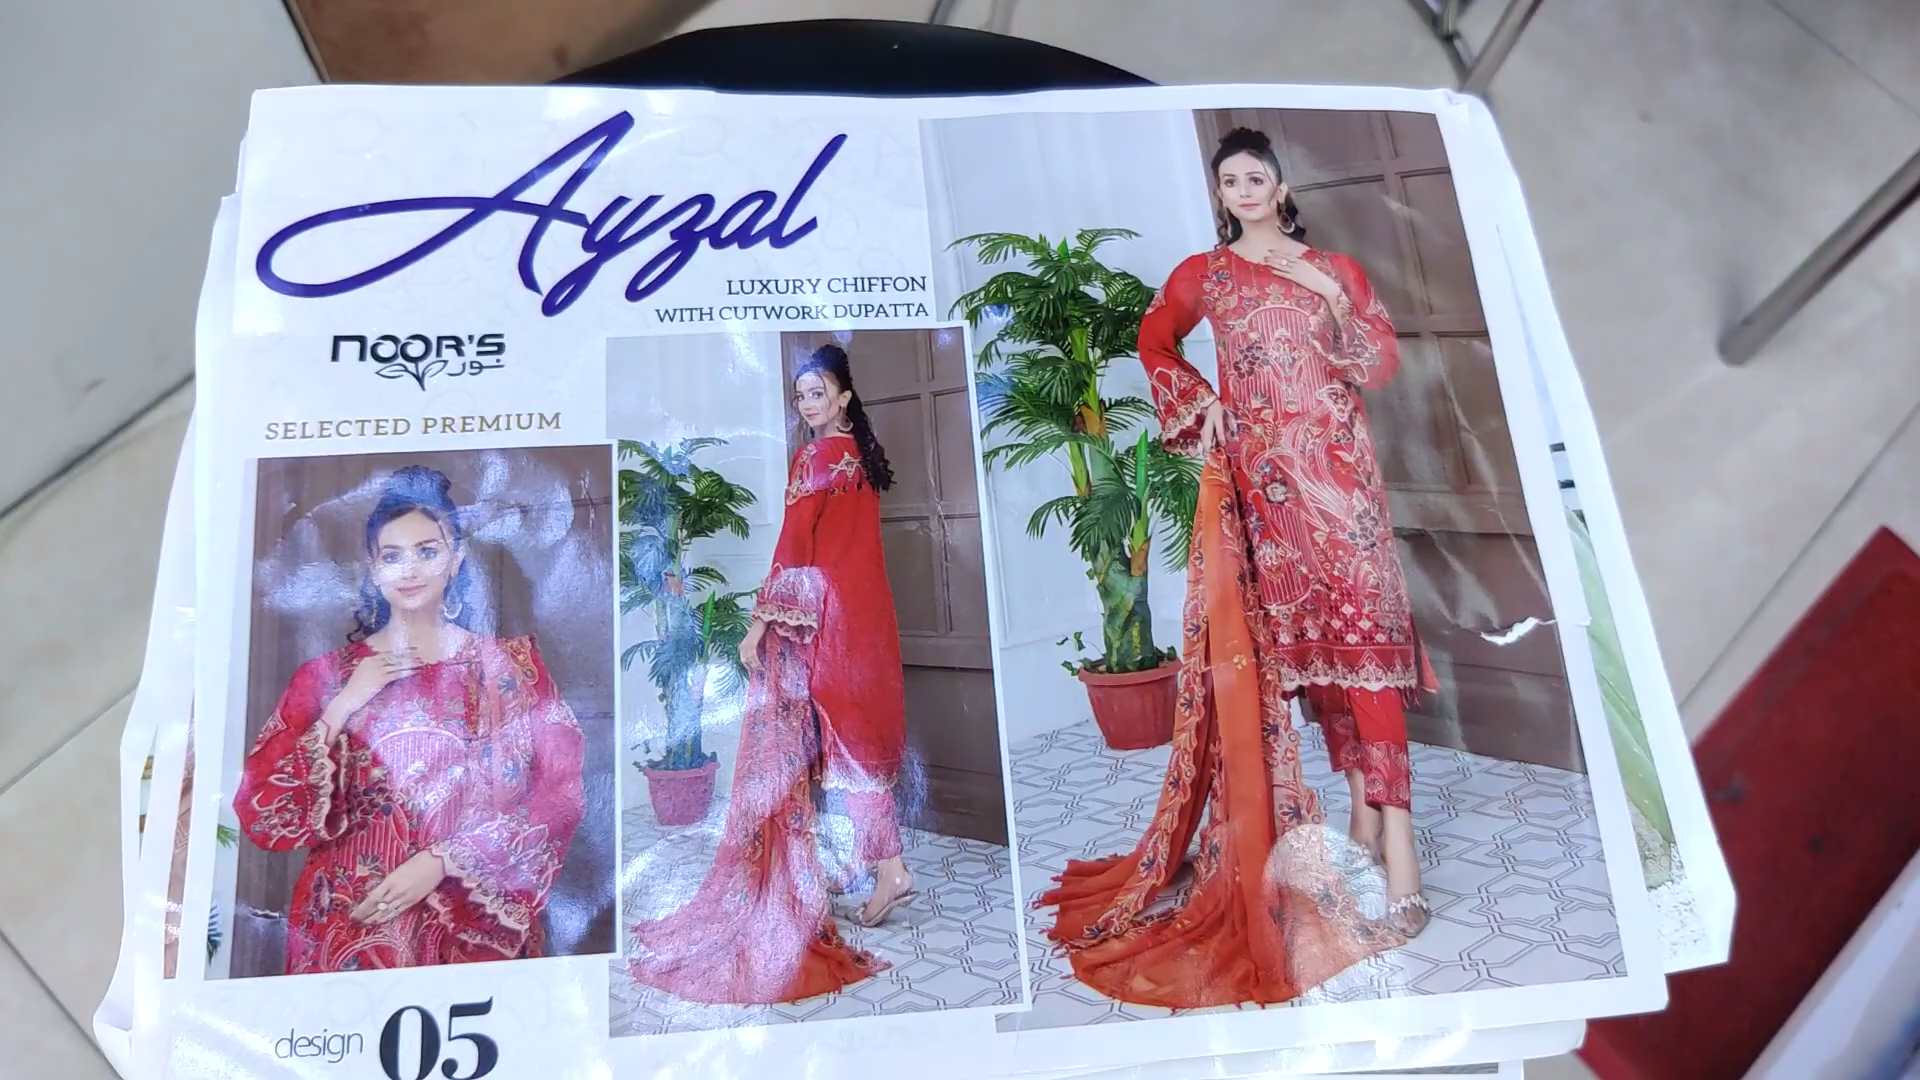 Ayzal
LUXURY CHIFFON
WITH CUTWORK DUPATTA
NOOR'S
نور
SELECTED PREMIUM
design 05